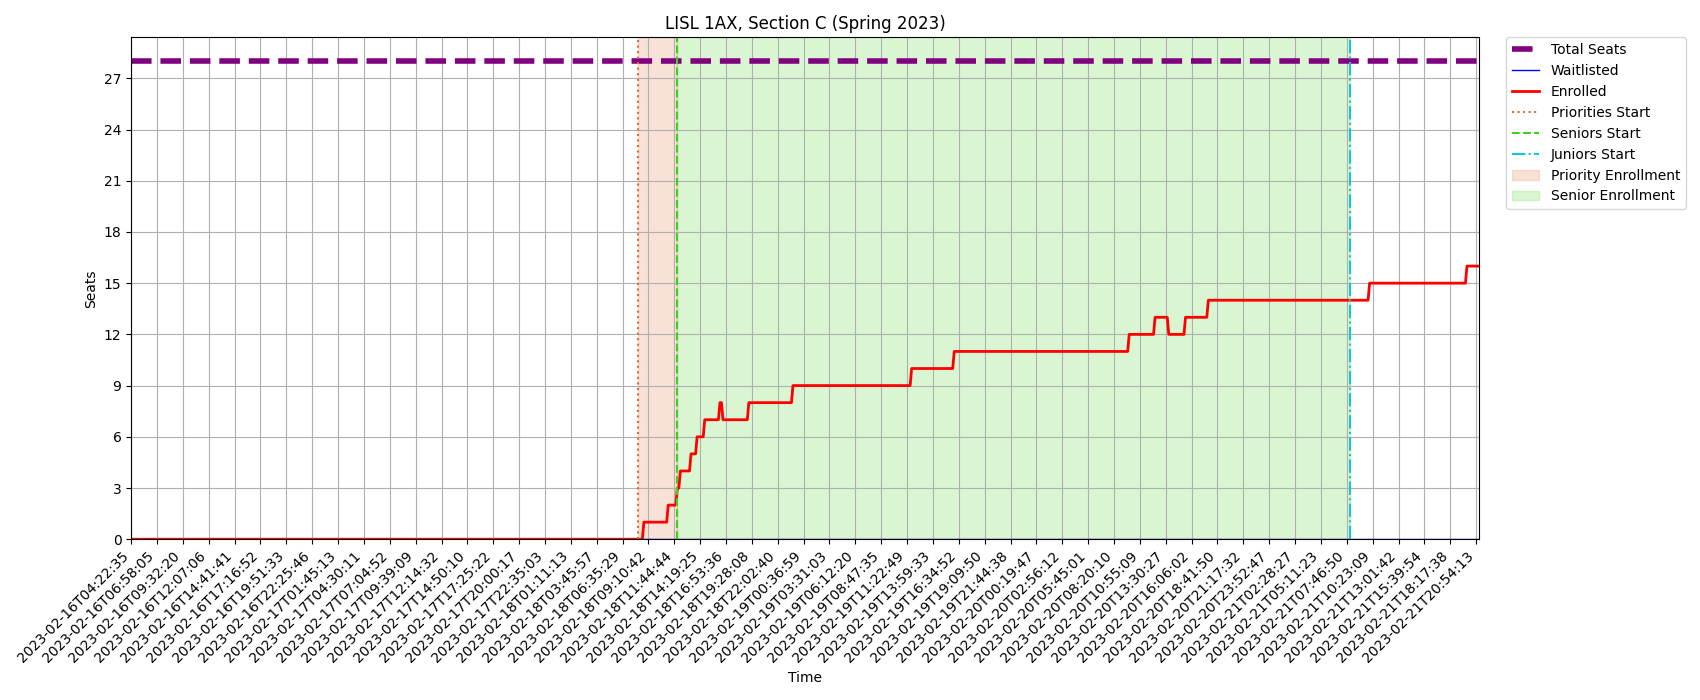 LISL 1AX, Section C (Spring 2023)
Total Seats
Waitlisted
Enrolled
Priorities Start
Seniors Start
Juniors Start
Priority Enrollment
Senior Enrollment
Seats
27
24
21
18
15
12
9
6
3
0
2023-02-16T04:22:35
2023-02-16T06:58:05
2023-02-16T09:32:20
2023-02-16T12:07:06
2023-02-16T14:41:41
2023-02-16T17:16:52
2023-02-16T19:51:33
2023-02-16T22:25:46
2023-02-17T01:45:13
2023-02-17T04:30:11
2023-02-17T07:04:52
2023-02-17T09:39:09
2023-02-17T12:14:32
2023-02-17T14:50:10
2023-02-17T17:25:22
2023-02-17T20:00:17
2023-02-17T22:35:03
2023-02-18T01:11:13
2023-02-18T03:45:57
2023-02-18T06:35:29
2023-02-18T09:10:42
2023-02-18T11:44:44
2023-02-18T14:19:25
2023-02-18T16:53:36
2023-02-18T19:28:08
2023-02-18T22:02:40
2023-02-19T00:36:59
2023-02-19T03:31:03
2023-02-19T06:12:20
2023-02-19T08:47:35
2023-02-19T11:22:49
2023-02-19T13:59:33
2023-02-19T16:34:52
2023-02-19T19:09:50
2023-02-19T21:44:38
2023-02-20T00:19:47
2023-02-20T02:56:12
2023-02-20T05:45:01
2023-02-20T08:20:10
2023-02-20T10:55:09
2023-02-20T13:30:27
2023-02-20T16:06:02
2023-02-20T18:41:50
2023-02-20T21:17:32
2023-02-20T23:52:47
2023-02-21T02:28:27
2023-02-21T05:11:23
2023-02-21T07:46:50
2023-02-21T10:23:09
2023-02-21T13:01:42
2023-02-21T15:39:54
2023-02-21T18:17:38
2023-02-21T20:54:13
Time